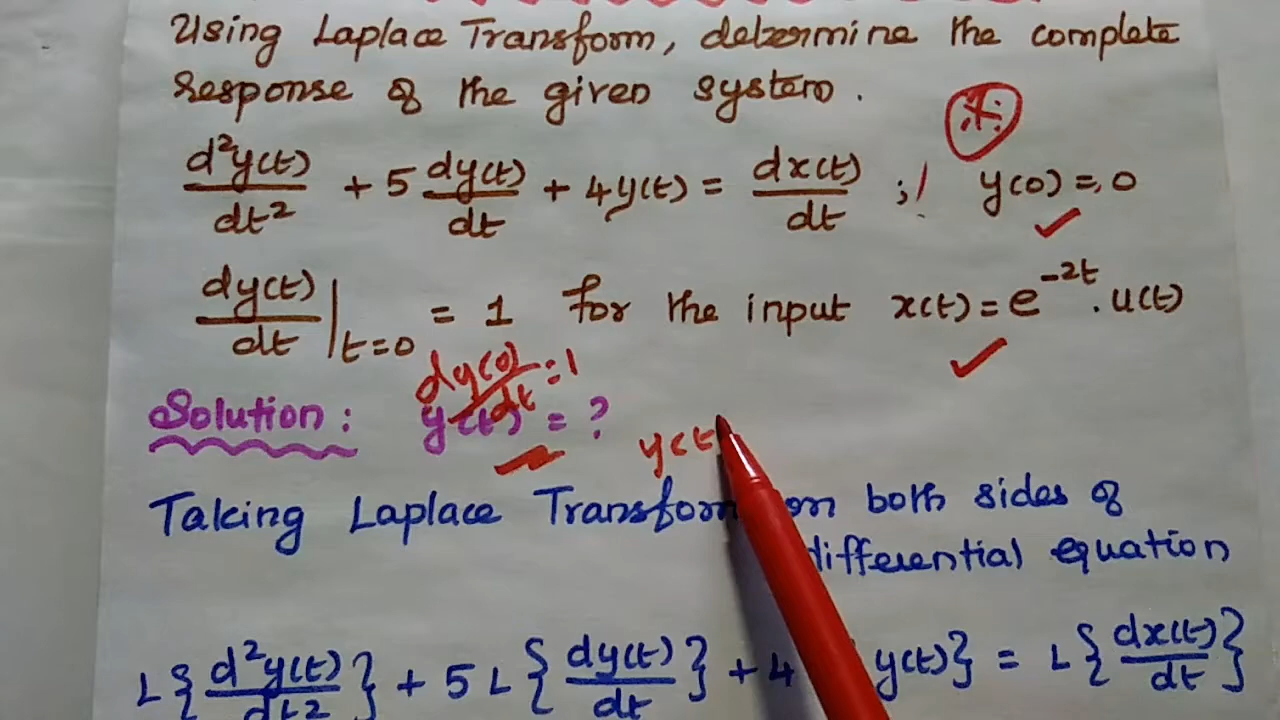 Using Laplace Transform, determine the complete
response of the given system.
d²y(t)/dt² + 5 dy(t)/dt + 4y(t) = dx(t)/dt ; y(0) = 0
dy(t)/dt |t=0 = 1 for the input x(t) = e^-2t . u(t)
dy(0)/dt = 1
Solution: y(t) = ?
y(t
Taking Laplace Transform on both sides of
differential equation
L{d²y(t)/dt2} + 5 L{dy(t)/dt} + 4 y(t)} = L{dx(t)/dt}